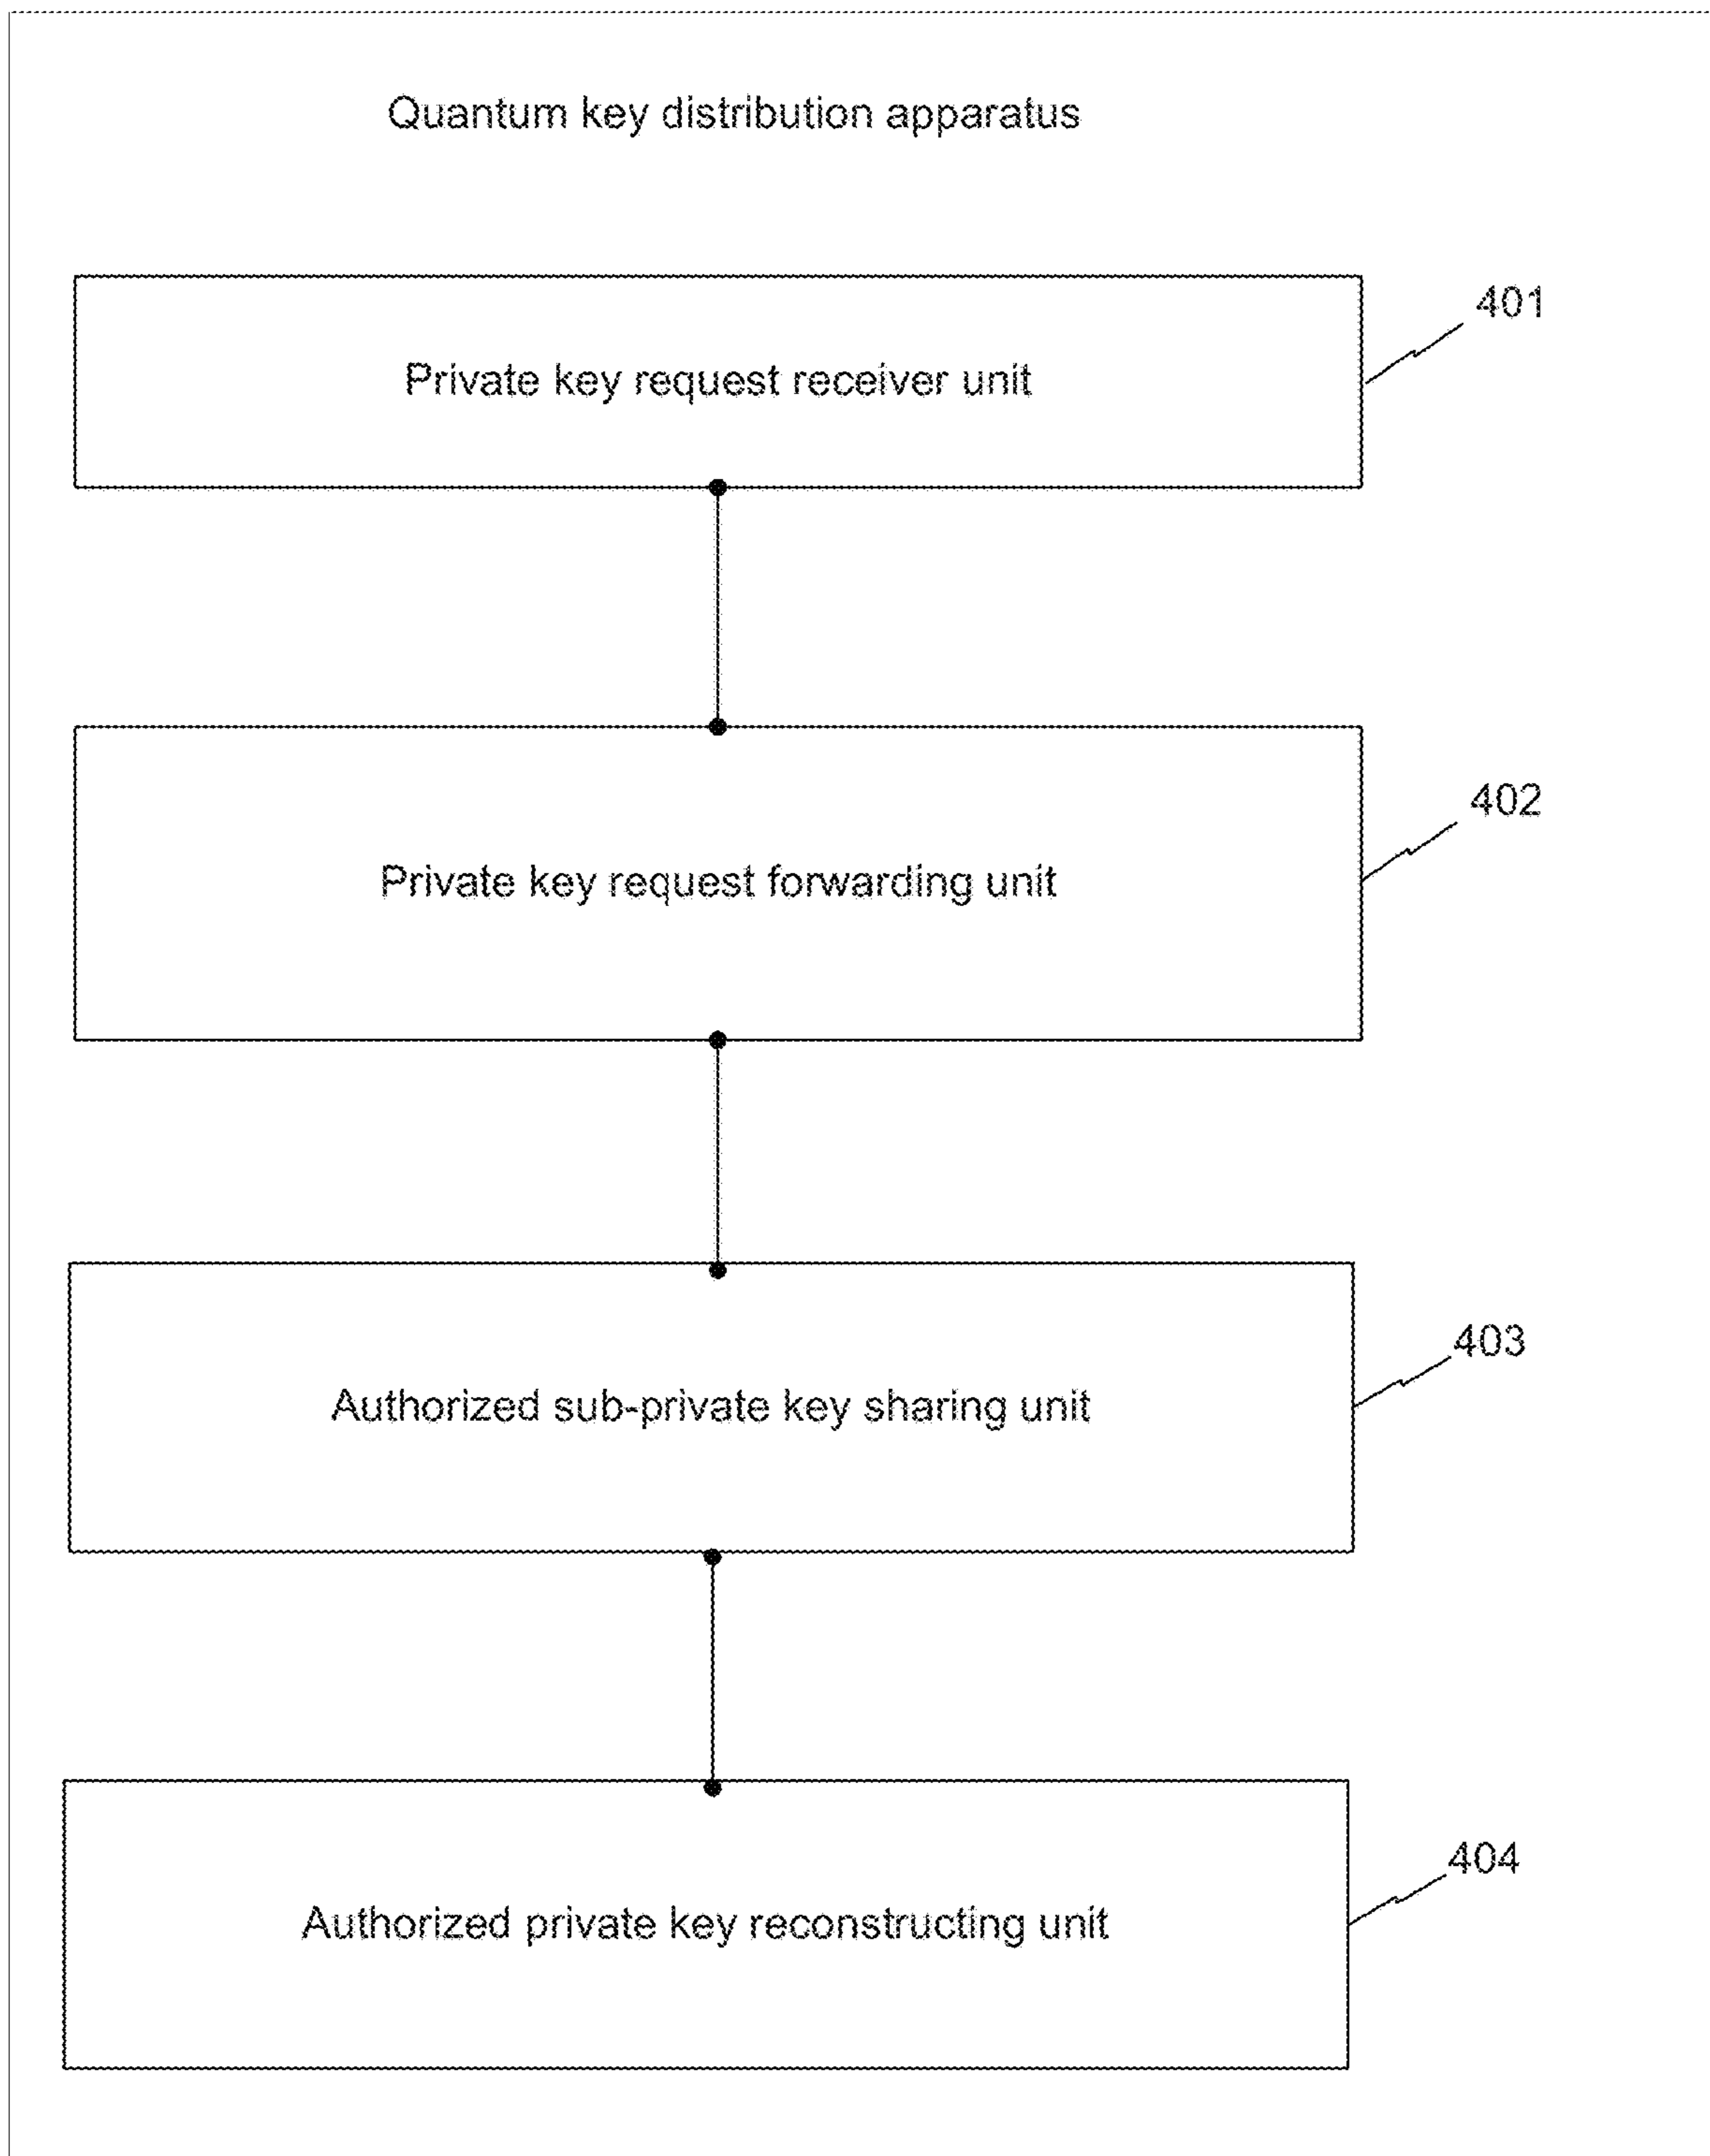 Quantum key distribution apparatus
401
Private key request receiver unit
402
Private key request forwarding unit
403
Authorized sub-private key sharing unit
404
Authorized private key reconstructing unit